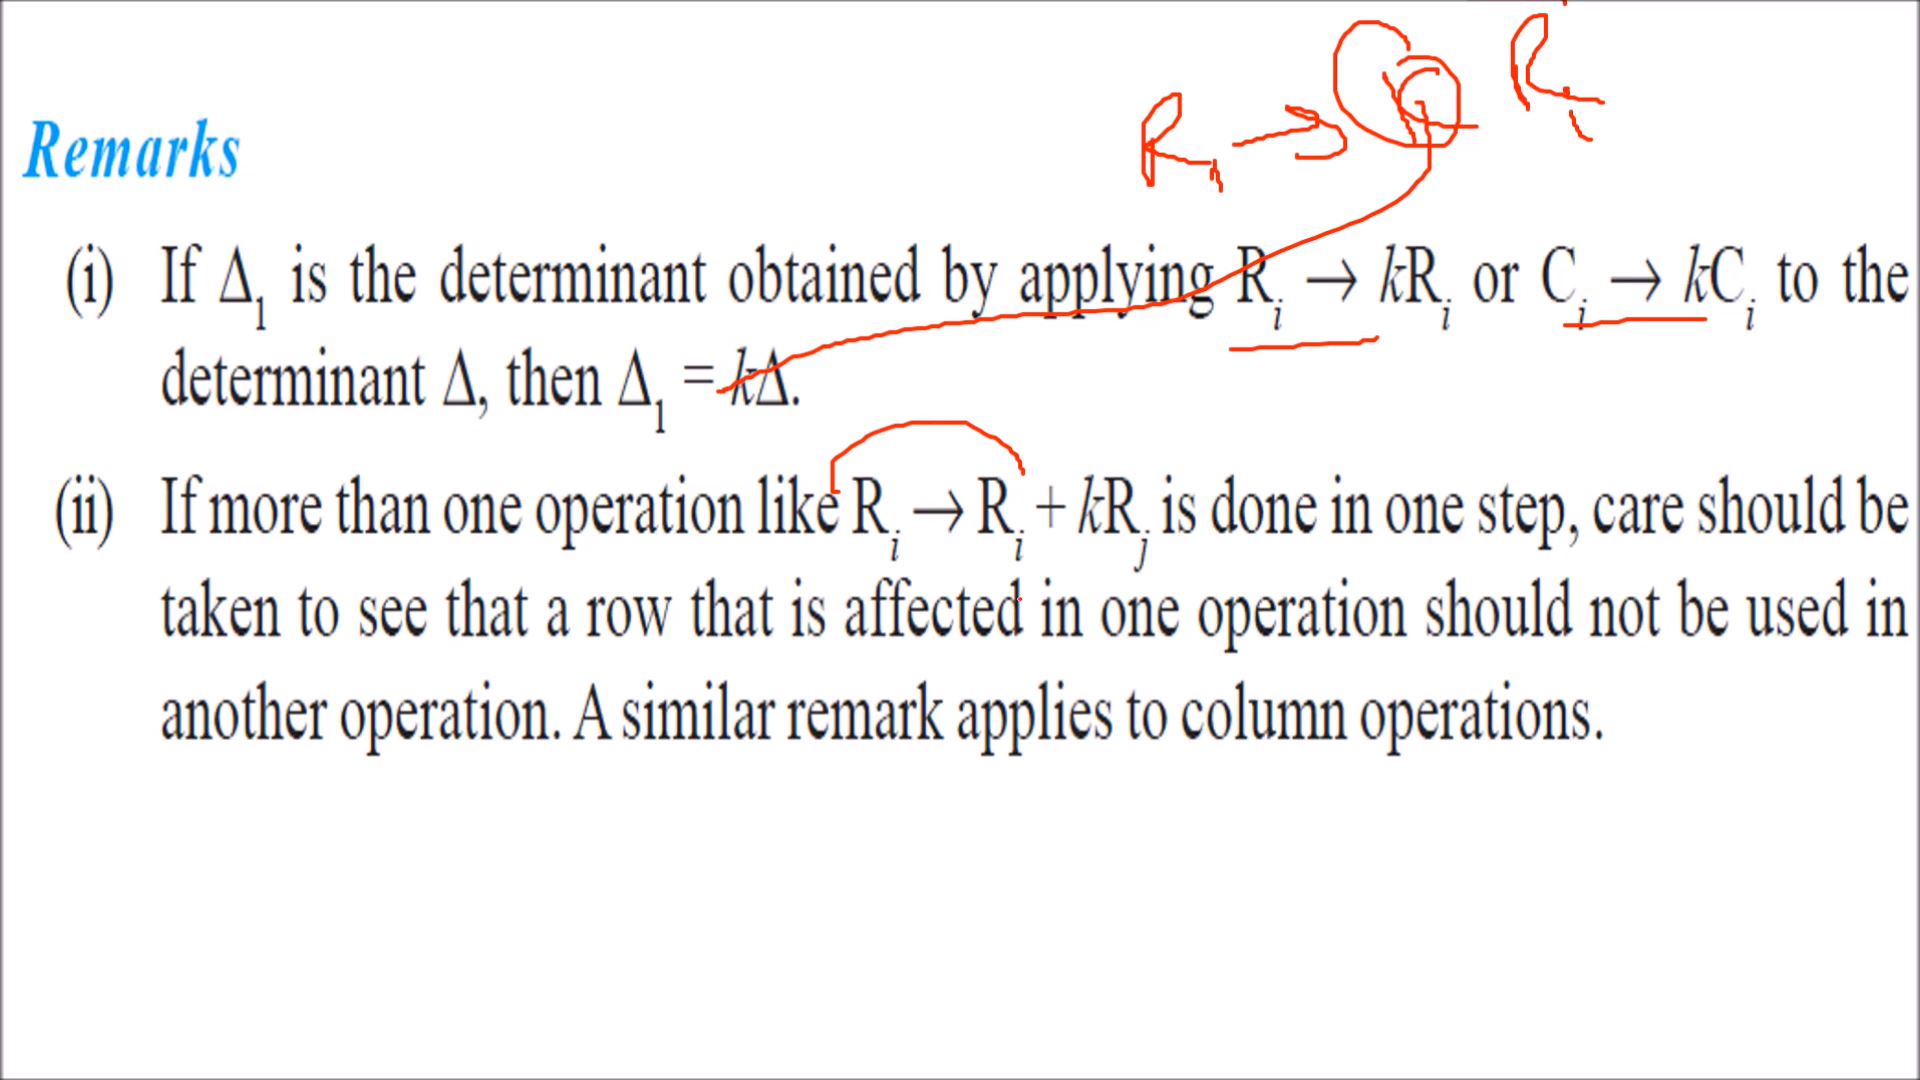 R₁ → R₁
Remarks
(i) If Δ₁ is the determinant obtained by applying Rᵢ → kRᵢ or Cᵢ → kCᵢ to the
determinant Δ, then Δ₁ = kΔ.
(ii) If more than one operation like Rᵢ → Rᵢ + kRⱼ is done in one step, care should be
taken to see that a row that is affected in one operation should not be used in
another operation. A similar remark applies to column operations.